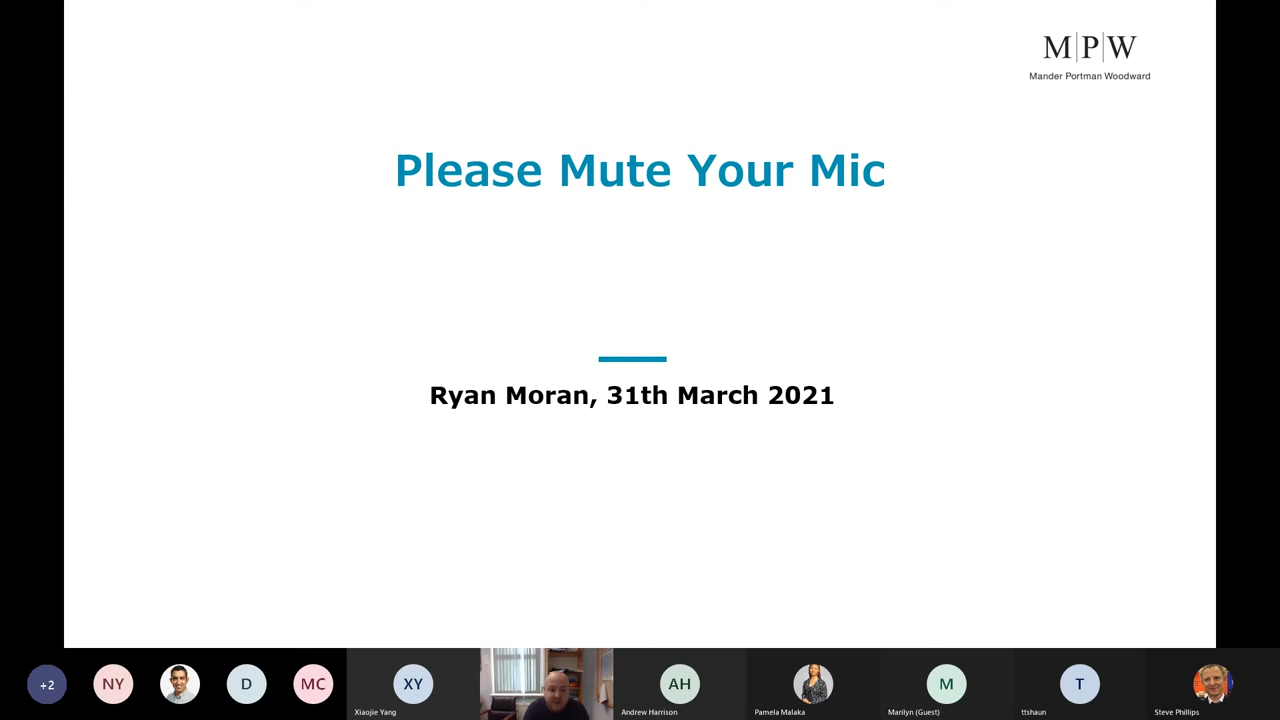 M|P|W
Mander Portman Woodward
Please Mute Your Mic
Ryan Moran, 31th March 2021
+2
NY
D
MC
XY
AH
M
T
Xiaojie Yang
Andrew Harrison
Pamela Malaka
Marilyn (Guest)
ttshaun
Steve Phillips